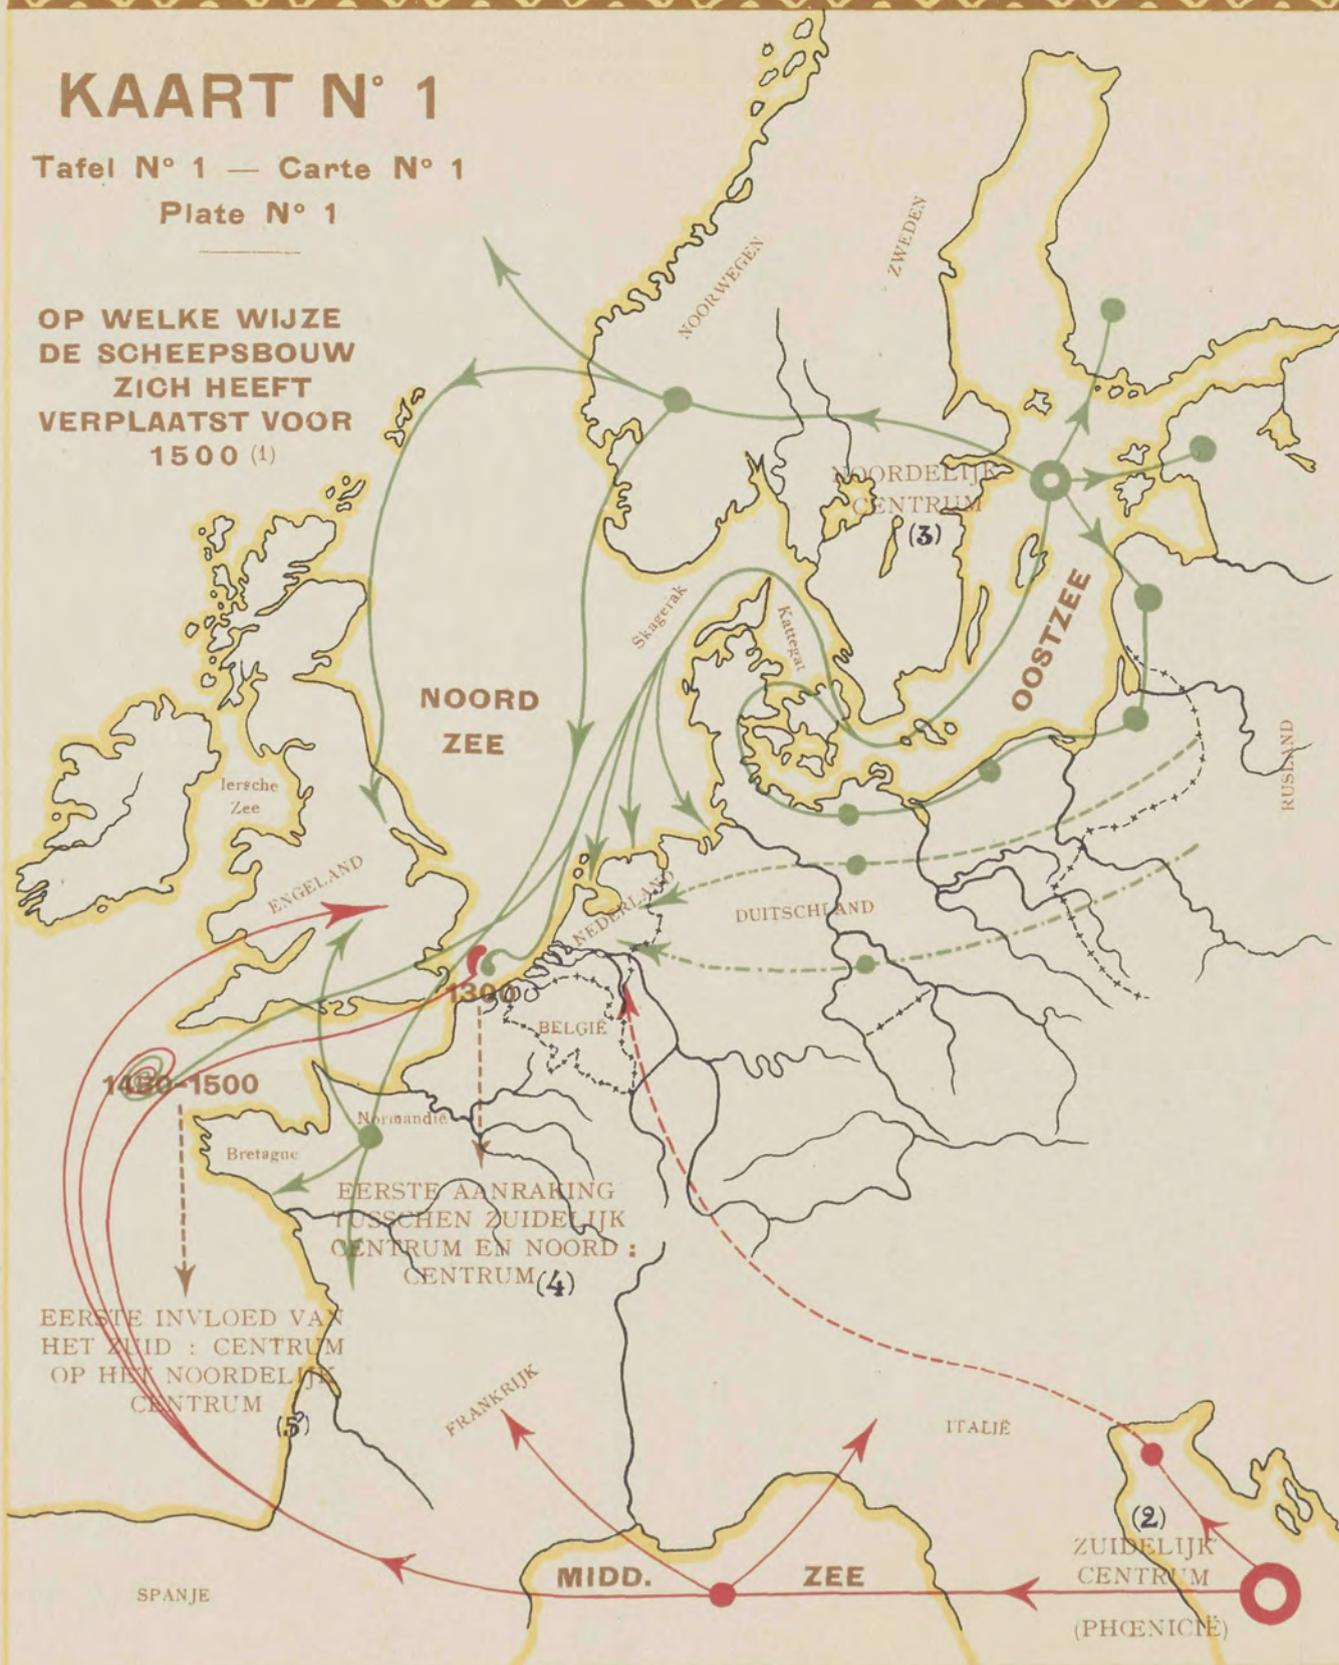 KAART N° 1
Tafel N° 1 — Carte N° 1
Plate N° 1
OP WELKE WIJZE
DE SCHEEPSBOUW
ZICH HEEFT
VERPLAATST VOOR
1500 (1)
NOORWEGEN
ZWEDEN
NOORDELIJK
CENTRUM
(3)
Skagerak
Kattegat
OOSTZEE
NOORD
ZEE
RUSLAND
Iersche
Zee
ENGELAND
NEDERLAND
DUITSCHLAND
1300
BELGIË
1450-1500
Normandië
Bretagne
EERSTE AANRAKING
TUSSCHEN ZUIDELIJK
CENTRUM EN NOORD :
CENTRUM (4)
EERSTE INVLOED VAN
HET ZUID : CENTRUM
OP HET NOORDELIJK
CENTRUM
(5)
FRANKRIJK
ITALIË
(2)
ZUIDELIJK
CENTRUM
(PHŒNICIË)
MIDD. ZEE
SPANJE